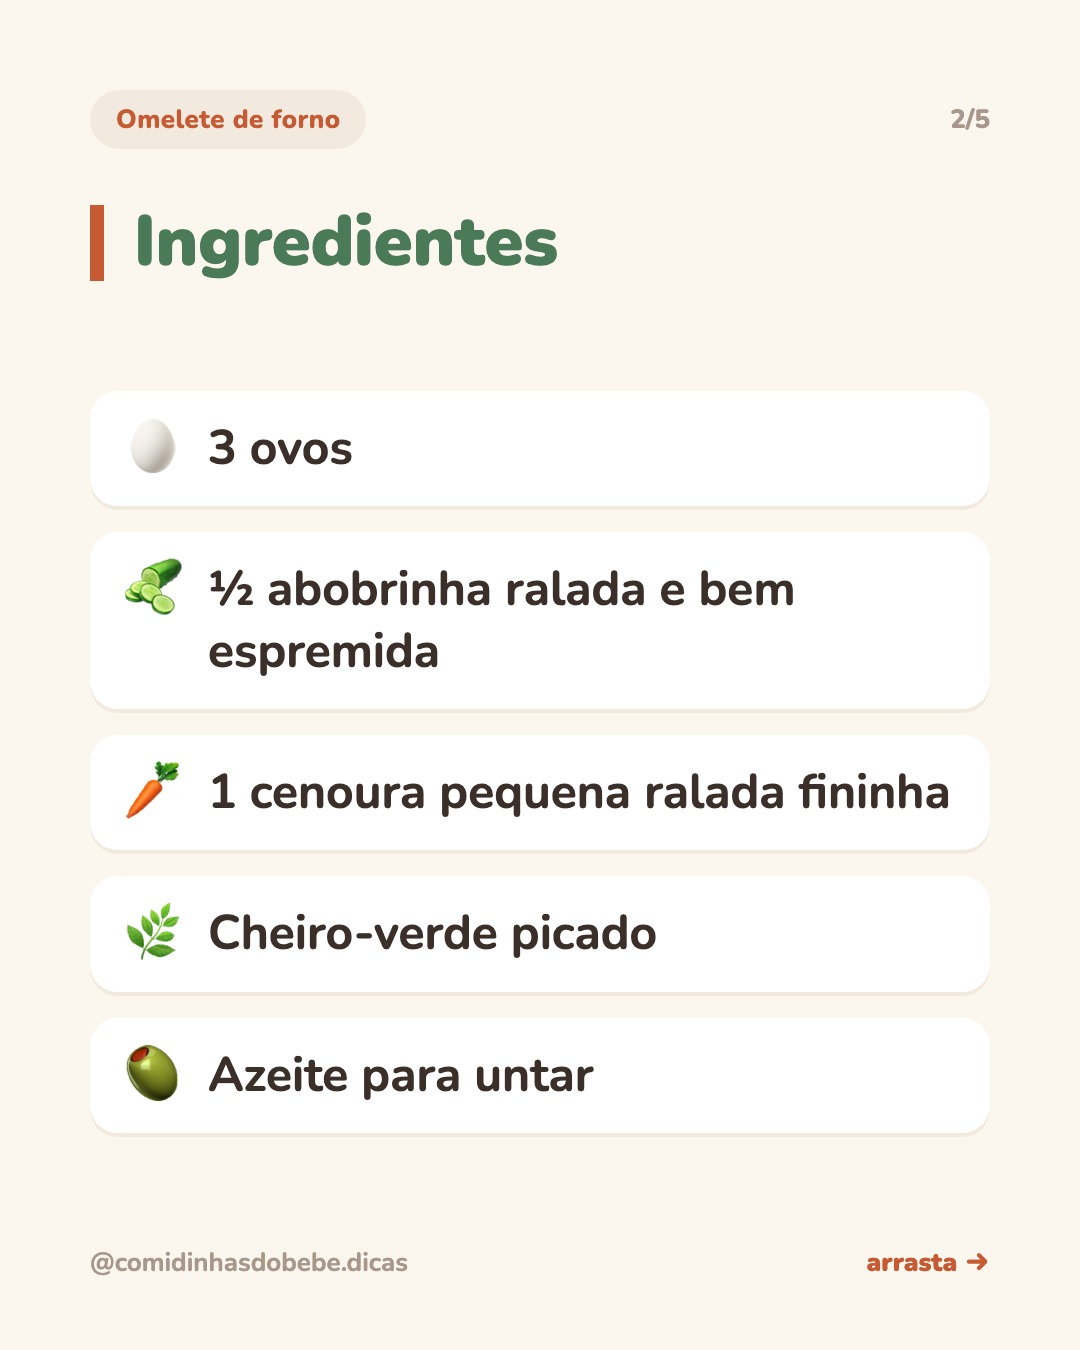 Omelete de forno
2/5
Ingredientes
3 ovos
½ abobrinha ralada e bem
espremida
1 cenoura pequena ralada fininha
Cheiro-verde picado
Azeite para untar
@comidinhasdobebe.dicas
arrasta →